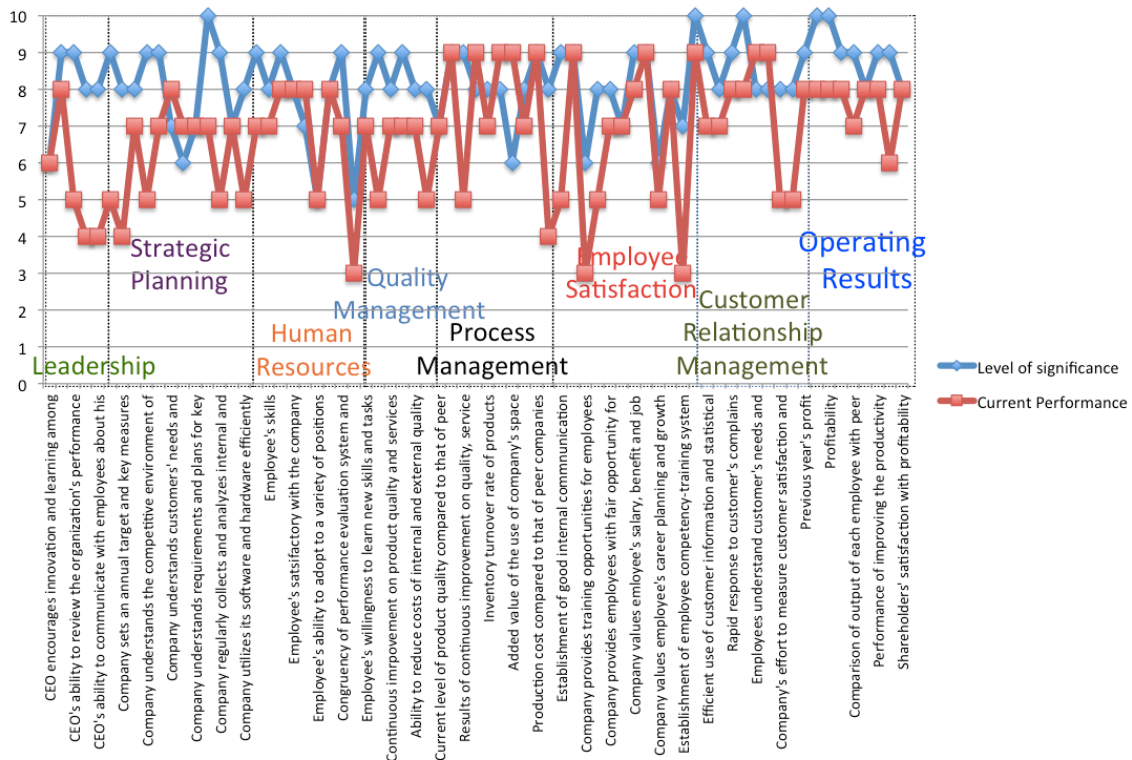 10
9
8
7
6
5
4
3
2
1
0
Strategic
Planning
Leadership
Human
Resources
Quality
Management
Process
Management
Employee
Satisfaction
Customer
Relationship
Management
Operating
Results
Level of significance
Current Performance
CEO encourages innovation and learning among
CEO's ability to review the organization's performance
CEO's ability to communicate with employees about his
Company sets an annual target and key measures
Company understands the competitive environment of
Company understands customers' needs and
Company understands requirements and plans for key
Company regularly collects and analyzes internal and
Company utilizes its software and hardware efficiently
Employee's skills
Employee's satsifactory with the company
Employee's ability to adopt to a variety of positions
Congruency of performance evaluation system and
Employee's willingness to learn new skills and tasks
Continuous imrpovement on product quality and services
Ability to reduce costs of internal and external quality
Current level of product quality compared to that of peer
Results of continuous improvement on quality, service
Inventory turnover rate of products
Added value of the use of company's space
Production cost compared to that of peer companies
Establishment of good internal communication
Company provides training opportunities for employees
Company provides employees with fair opportunity for
Company values employee's salary, benefit and job
Company values employee's career planning and growth
Establishment of employee competency-training system
Efficient use of customer information and statistical
Rapid response to customer's complains
Employees understand customer's needs and
Company's effort to measure customer satisfaction and
Previous year's profit
Profitability
Comparison of output of each employee with peer
Performance of improving the productivity
Shareholders' satisfaction with profitability